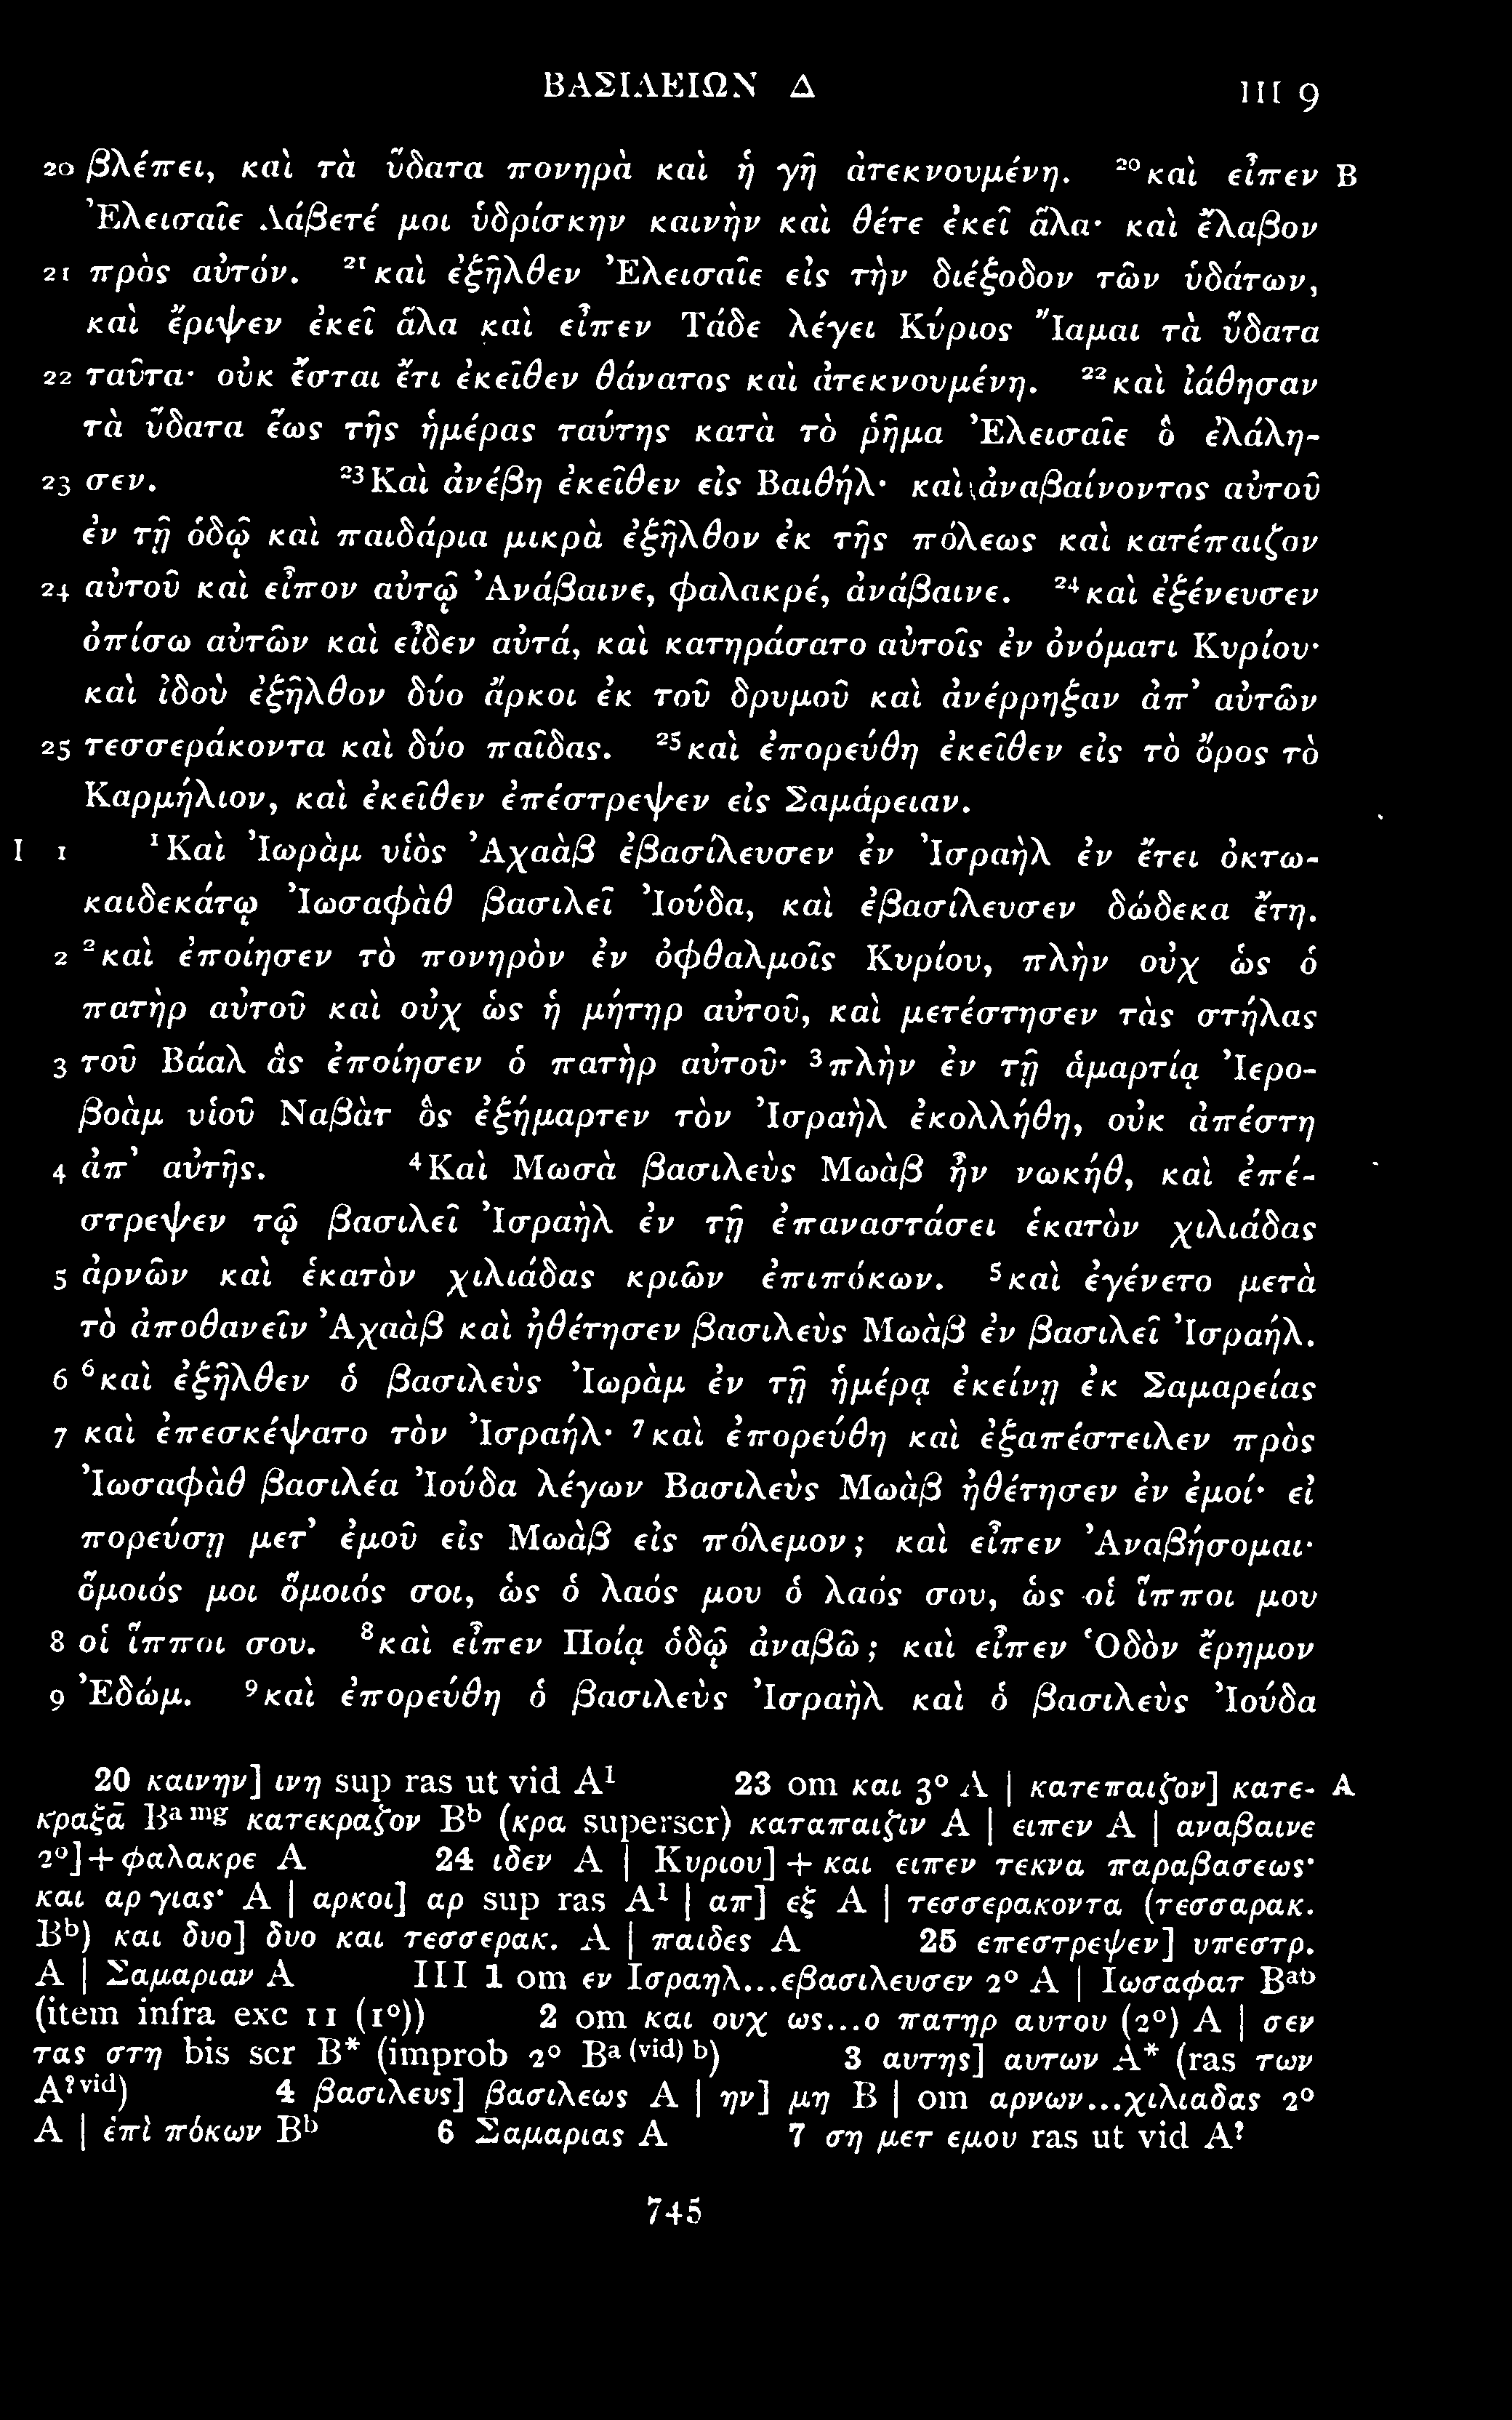 ΒΑΣΙΛΕΙΩΝ Δ III 9
20 βλέπει, καὶ τὰ ὕδατα πονηρὰ καὶ ἡ γῆ ἀτεκνουμένη. ²⁰καὶ εἶπεν B
Ἐλεισαῖε Λάβετέ μοι ὑδρίσκην καινὴν καὶ θέτε ἐκεῖ ἅλα· καὶ ἔλαβον
21 πρὸς αὐτόν. ²¹καὶ ἐξῆλθεν Ἐλεισαῖε εἰς τὴν διέξοδον τῶν ὑδάτων,
καὶ ἔριψεν ἐκεῖ ἅλα καὶ εἶπεν Τάδε λέγει Κύριος Ἴαμαι τὰ ὕδατα
22 ταῦτα· οὐκ ἔσται ἔτι ἐκεῖθεν θάνατος καὶ ἀτεκνουμένη. ²²καὶ ἰάθησαν
τὰ ὕδατα ἕως τῆς ἡμέρας ταύτης κατὰ τὸ ῥῆμα Ἐλεισαῖε ὃ ἐλάλη-
23 σεν. ²³Καὶ ἀνέβη ἐκεῖθεν εἰς Βαιθήλ· καὶ ἀναβαίνοντος αὐτοῦ
ἐν τῇ ὁδῷ καὶ παιδάρια μικρὰ ἐξῆλθον ἐκ τῆς πόλεως καὶ κατέπαιζον
24 αὐτοῦ καὶ εἶπον αὐτῷ Ἀνάβαινε, φαλακρέ, ἀνάβαινε. ²⁴καὶ ἐξένευσεν
ὀπίσω αὐτῶν καὶ εἶδεν αὐτά, καὶ κατηράσατο αὐτοῖς ἐν ὀνόματι Κυρίου·
καὶ ἰδοὺ ἐξῆλθον δύο ἄρκοι ἐκ τοῦ δρυμοῦ καὶ ἀνέρρηξαν ἀπ’ αὐτῶν
25 τεσσεράκοντα καὶ δύο παῖδας. ²⁵καὶ ἐπορεύθη ἐκεῖθεν εἰς τὸ ὄρος τὸ
Καρμήλιον, καὶ ἐκεῖθεν ἐπέστρεψεν εἰς Σαμάρειαν.
I 1 ¹Καὶ Ἰωρὰμ υἱὸς Ἀχαὰβ ἐβασίλευσεν ἐν Ἰσραὴλ ἐν ἔτει ὀκτω-
καιδεκάτῳ Ἰωσαφὰθ βασιλεῖ Ἰούδα, καὶ ἐβασίλευσεν δώδεκα ἔτη.
2 ²καὶ ἐποίησεν τὸ πονηρὸν ἐν ὀφθαλμοῖς Κυρίου, πλὴν οὐχ ὡς ὁ
πατὴρ αὐτοῦ καὶ οὐχ ὡς ἡ μήτηρ αὐτοῦ, καὶ μετέστησεν τὰς στήλας
3 τοῦ Βάαλ ἃς ἐποίησεν ὁ πατὴρ αὐτοῦ· ³πλὴν ἐν τῇ ἁμαρτίᾳ Ἰερο-
βοὰμ υἱοῦ Ναβὰτ ὃς ἐξήμαρτεν τὸν Ἰσραὴλ ἐκολλήθη, οὐκ ἀπέστη
4 ἀπ’ αὐτῆς. ⁴Καὶ Μωσὰ βασιλεὺς Μωὰβ ἦν νωκήθ, καὶ ἐπέ-
στρεψεν τῷ βασιλεῖ Ἰσραὴλ ἐν τῇ ἐπαναστάσει ἑκατὸν χιλιάδας
5 ἀρνῶν καὶ ἑκατὸν χιλιάδας κριῶν ἐπιπόκων. ⁵καὶ ἐγένετο μετὰ
τὸ ἀποθανεῖν Ἀχαὰβ καὶ ἠθέτησεν βασιλεὺς Μωὰβ ἐν βασιλεῖ Ἰσραήλ.
6 ⁶καὶ ἐξῆλθεν ὁ βασιλεὺς Ἰωρὰμ ἐν τῇ ἡμέρᾳ ἐκείνῃ ἐκ Σαμαρείας
7 καὶ ἐπεσκέψατο τὸν Ἰσραήλ· ⁷καὶ ἐπορεύθη καὶ ἐξαπέστειλεν πρὸς
Ἰωσαφὰθ βασιλέα Ἰούδα λέγων Βασιλεὺς Μωὰβ ἠθέτησεν ἐν ἐμοί· εἰ
πορεύσῃ μετ’ ἐμοῦ εἰς Μωὰβ εἰς πόλεμον; καὶ εἶπεν Ἀναβήσομαι·
ὅμοιός μοι ὅμοιός σοι, ὡς ὁ λαός μου ὁ λαός σου, ὡς οἱ ἵπποι μου
8 οἱ ἵπποι σου. ⁸καὶ εἶπεν Ποίᾳ ὁδῷ ἀναβῶ; καὶ εἶπεν Ὁδὸν ἔρημον
9 Ἐδώμ. ⁹καὶ ἐπορεύθη ὁ βασιλεὺς Ἰσραὴλ καὶ ὁ βασιλεὺς Ἰούδα
20 καινην] ινη sup ras ut vid A¹ 23 om και 3° A | κατεπαιζον] κατε- A
κραξā Bᵃ ᵐᵍ κατεκραζον Bᵇ (κρα superscr) καταπαιζιν A | ειπεν A | αναβαινε
2°]+φαλακρε A 24 ιδεν A | Κυριου]+και ειπεν τεκνα παραβασεως·
και αργιας· A | αρκοι] αρ sup ras A¹ | απ] εξ A | τεσσερακοντα (τεσσαρακ.
Bᵇ) και δυο] δυο και τεσσερακ. A | παιδες A 25 επεστρεψεν] υπεστρ.
A | Σαμαριαν A III 1 om εν Ισραηλ...εβασιλευσεν 2° A | Ιωσαφατ Bᵃᵇ
(item infra exc 11 (1°)) 2 om και ουχ ως...ο πατηρ αυτου (2°) A | σεν
τας στη bis scr B* (improb 2° Bᵃ ⁽ᵛⁱᵈ⁾ ᵇ) 3 αυτης] αυτων A* (ras των
A? ᵛⁱᵈ) 4 βασιλευς] βασιλεως A | ην] μη B | om αρνων...χιλιαδας 2°
A | ἐπὶ πόκων Bᵇ 6 Σαμαριας A 7 ση μετ εμου ras ut vid A?
745